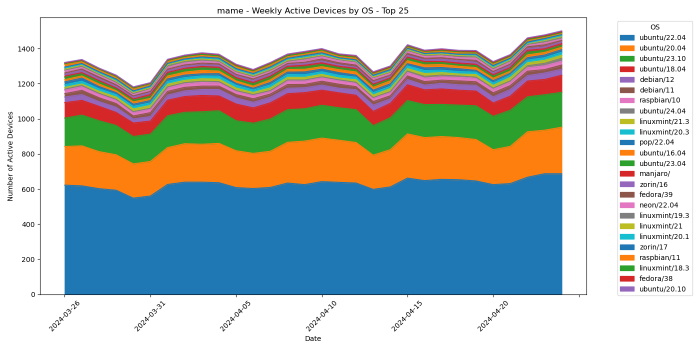 mame - Weekly Active Devices by OS - Top 25
Number of Active Devices
1400
1200
1000
800
600
400
200
0
2024-03-26
2024-03-31
2024-04-05
2024-04-10
2024-04-15
2024-04-20
Date
OS
ubuntu/22.04
ubuntu/20.04
ubuntu/23.10
ubuntu/18.04
debian/12
debian/11
raspbian/10
ubuntu/24.04
linuxmint/21.3
linuxmint/20.3
pop/22.04
ubuntu/16.04
ubuntu/23.04
manjaro/
zorin/16
fedora/39
neon/22.04
linuxmint/19.3
linuxmint/21
linuxmint/20.1
zorin/17
raspbian/11
linuxmint/18.3
fedora/38
ubuntu/20.10